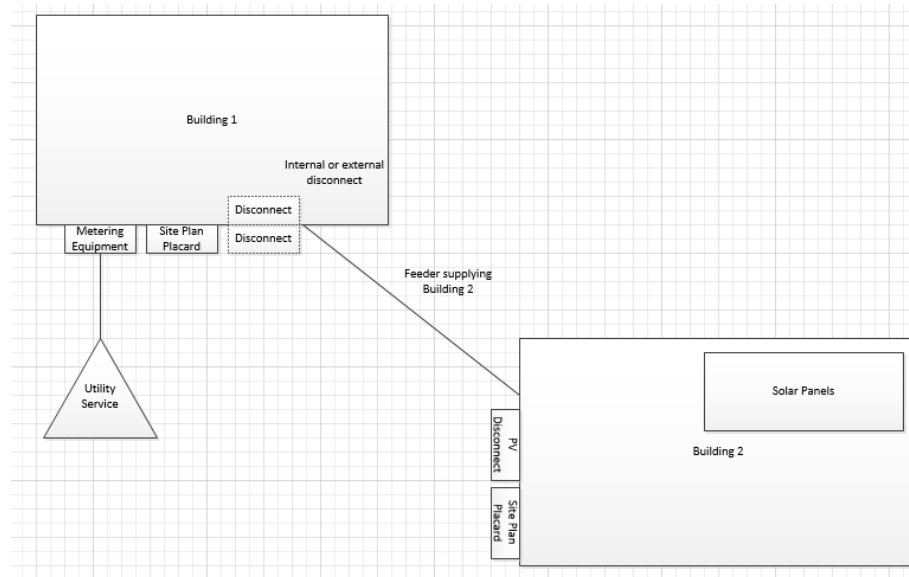 Building 1
Internal or external
disconnect
Disconnect
Metering
Equipment
Site Plan
Placard
Disconnect
Feeder supplying
Building 2
Utility
Service
Solar Panels
PV
Disconnect
Building 2
Site Plan
Placard